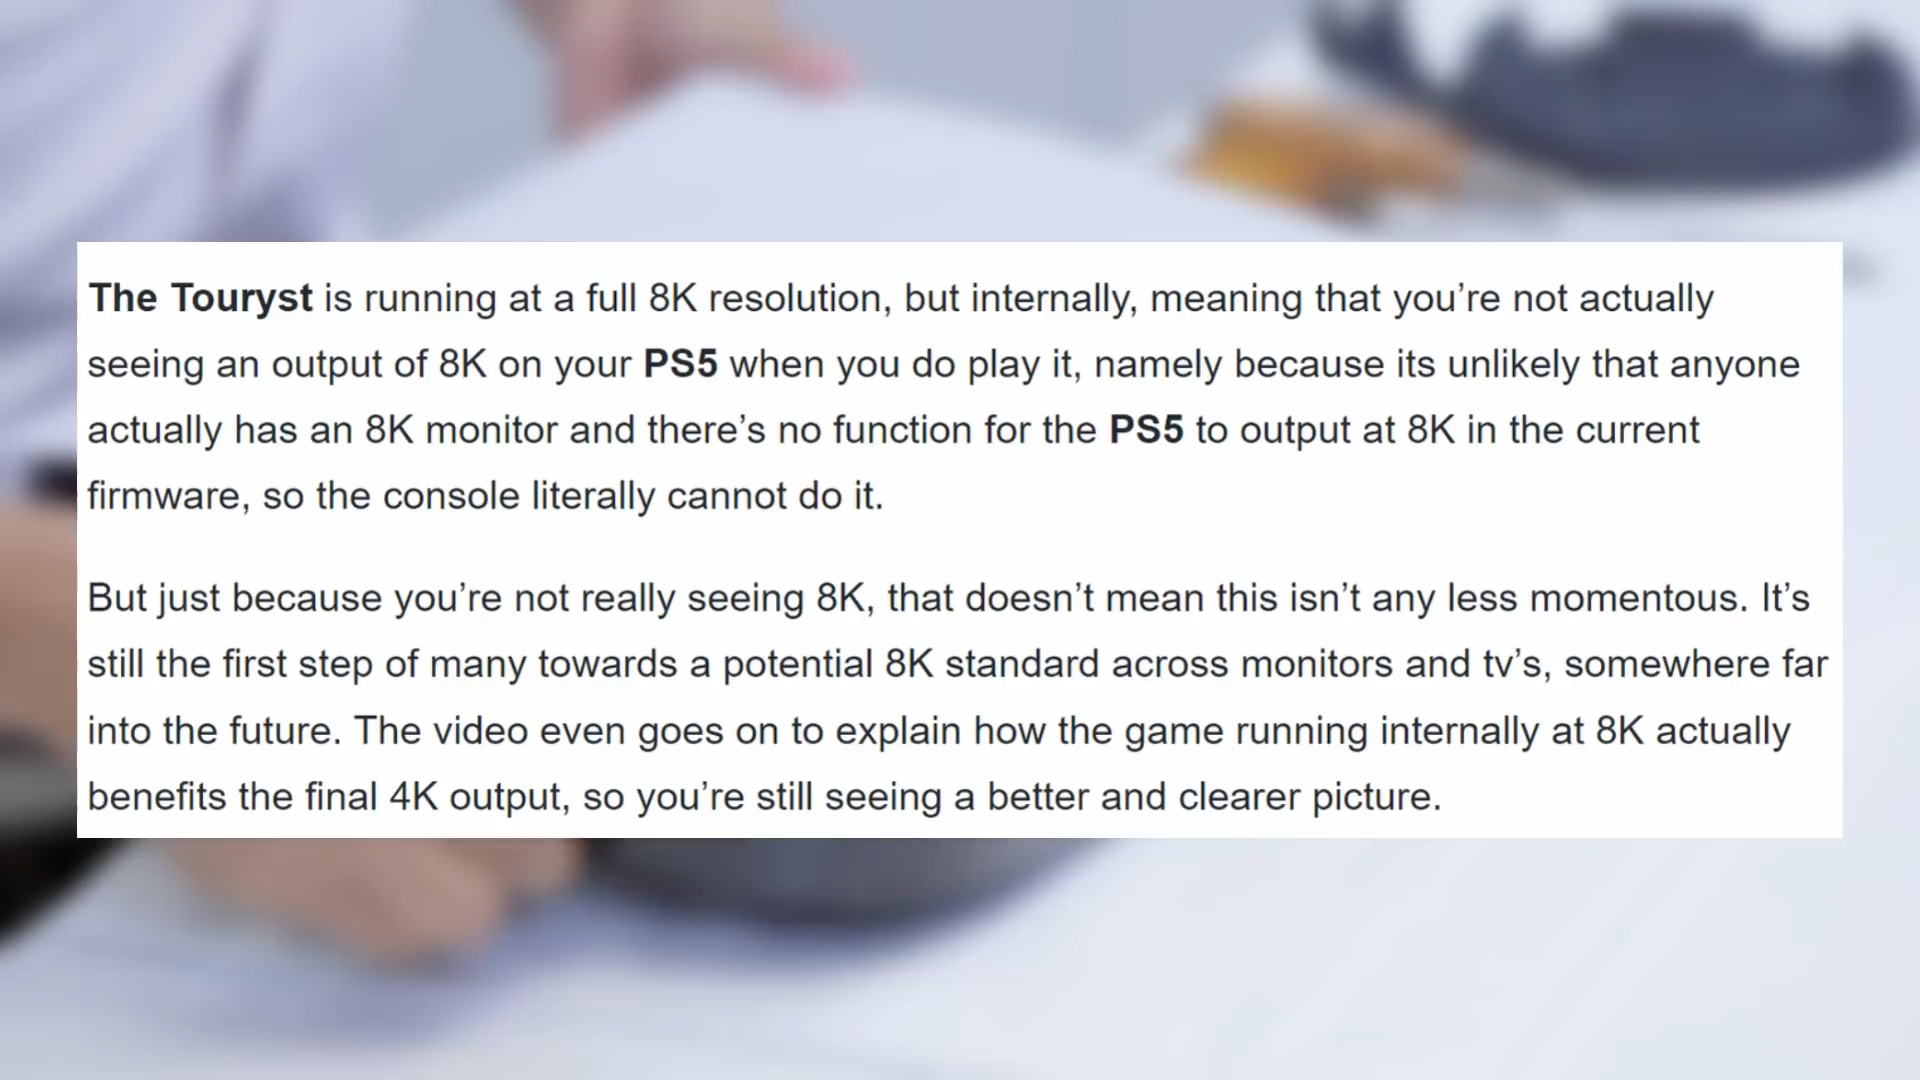 The Touryst is running at a full 8K resolution, but internally, meaning that you’re not actually
seeing an output of 8K on your PS5 when you do play it, namely because its unlikely that anyone
actually has an 8K monitor and there’s no function for the PS5 to output at 8K in the current
firmware, so the console literally cannot do it.
But just because you’re not really seeing 8K, that doesn’t mean this isn’t any less momentous. It’s
still the first step of many towards a potential 8K standard across monitors and tv’s, somewhere far
into the future. The video even goes on to explain how the game running internally at 8K actually
benefits the final 4K output, so you’re still seeing a better and clearer picture.